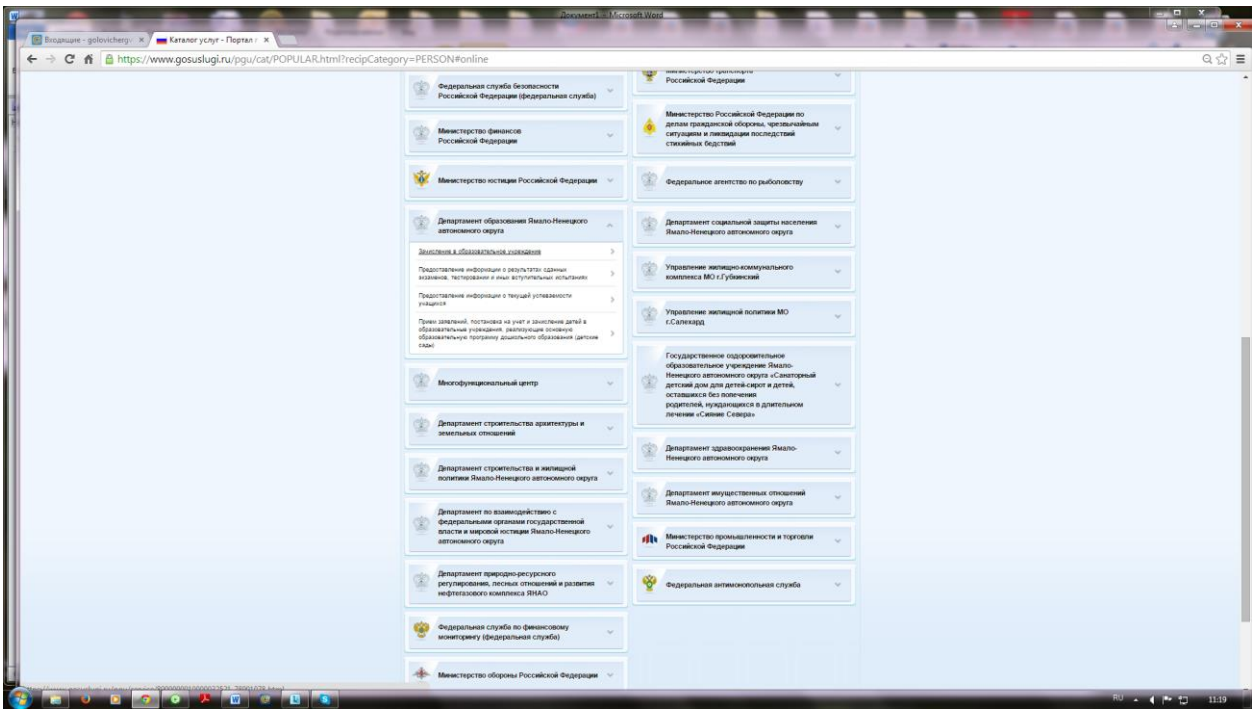 Документ1 - Microsoft Word
Входящие - golovicherg
Каталог услуг - Портал г
https://www.gosuslugi.ru/pgu/cat/POPULAR.html?recipCategory=PERSON#online
Федеральная служба безопасности
Российской Федерации (федеральная служба)
Министерство финансов
Российской Федерации
Министерство юстиции Российской Федерации
Департамент образования Ямало-Ненецкого
автономного округа
Зачисление в образовательное учреждение
Предоставление информации о результатах сданных
экзаменов, тестировании и иных вступительных испытаниях
Предоставление информации о текущей успеваемости
учащихся
Прием заявлений, постановка на учет и зачисление детей в
образовательные учреждения, реализующие основную
образовательную программу дошкольного образования (детские
сады)
Многофункциональный центр
Департамент строительства архитектуры и
земельных отношений
Департамент строительства и жилищной
политики Ямало-Ненецкого автономного округа
Департамент по взаимодействию с
федеральными органами государственной
власти и мировой юстиции Ямало-Ненецкого
автономного округа
Департамент природно-ресурсного
регулирования, лесных отношений и развития
нефтегазового комплекса ЯНАО
Федеральная служба по финансовому
мониторингу (федеральная служба)
Министерство обороны Российской Федерации
Министерство транспорта
Российской Федерации
Министерство Российской Федерации по
делам гражданской обороны, чрезвычайным
ситуациям и ликвидации последствий
стихийных бедствий
Федеральное агентство по рыболовству
Департамент социальной защиты населения
Ямало-Ненецкого автономного округа
Управление жилищно-коммунального
комплекса МО г.Губкинский
Управление жилищной политики МО
г.Салехард
Государственное оздоровительное
образовательное учреждение Ямало-
Ненецкого автономного округа «Санаторный
детский дом для детей-сирот и детей,
оставшихся без попечения
родителей, нуждающихся в длительном
лечении «Сияние Севера»
Департамент здравоохранения Ямало-
Ненецкого автономного округа
Департамент имущественных отношений
Ямало-Ненецкого автономного округа
Министерство промышленности и торговли
Российской Федерации
Федеральная антимонопольная служба
RU
11:19